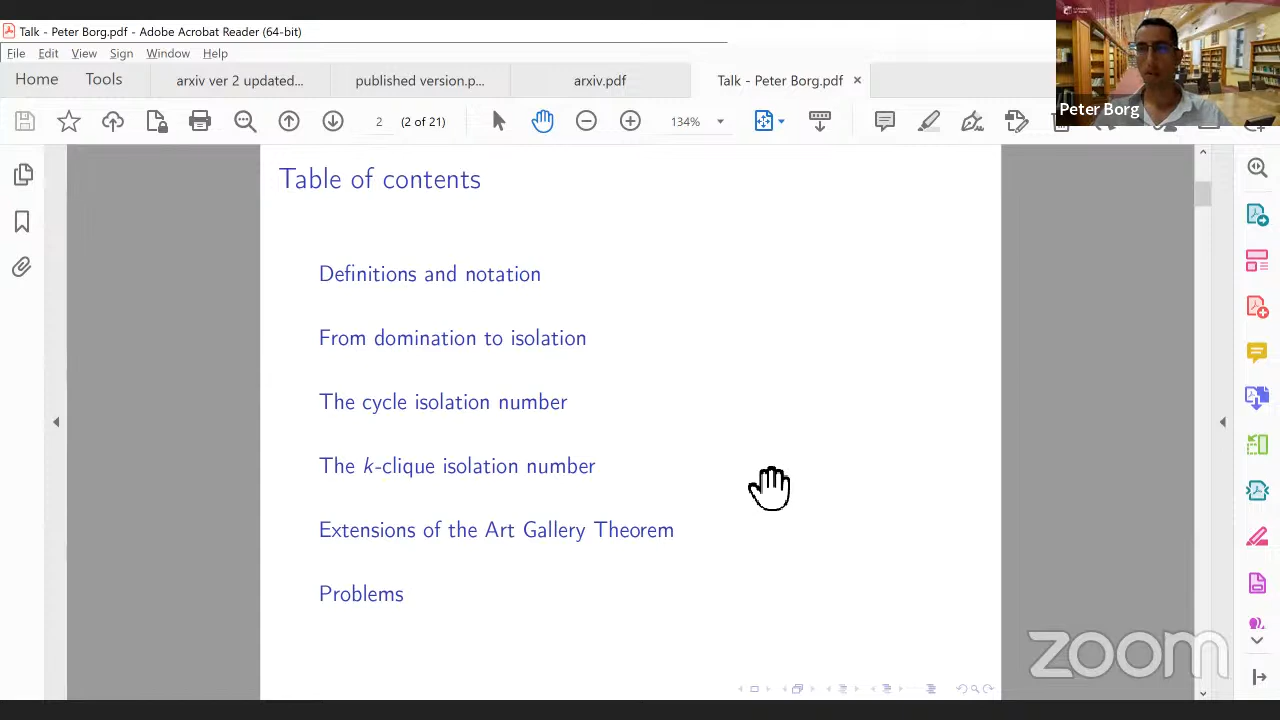 Talk - Peter Borg.pdf - Adobe Acrobat Reader (64-bit)
File Edit View Sign Window Help
Home Tools arxiv ver 2 updated... published version.p... arxiv.pdf Talk - Peter Borg.pdf ×
2 (2 of 21) 134%
Peter Borg
Table of contents
Definitions and notation
From domination to isolation
The cycle isolation number
The k-clique isolation number
Extensions of the Art Gallery Theorem
Problems
zoom